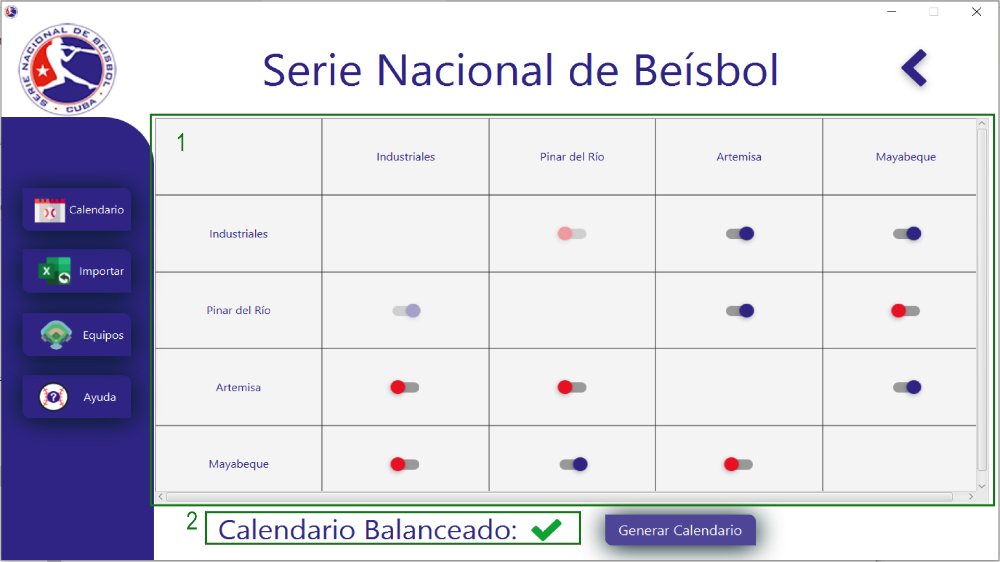 SERIE NACIONAL DE BEISBOL
CUBA
Serie Nacional de Beísbol
1
Industriales Pinar del Río Artemisa Mayabeque
Industriales
Pinar del Río
Artemisa
Mayabeque
Calendario
X
Importar
Equipos
?
Ayuda
2
Calendario Balanceado:
Generar Calendario